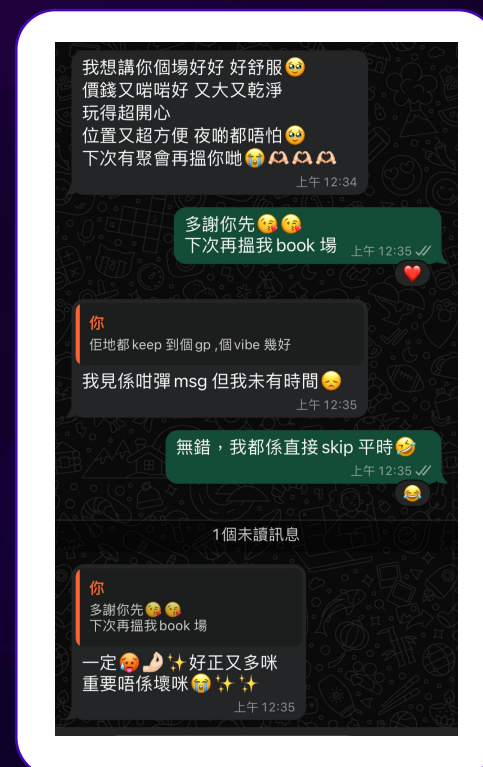 我想講你個場好好 好舒服🥹
價錢又啱啱好 又大又乾淨
玩得超開心
位置又超方便 夜啲都唔怕🥹
下次有聚會再搵你哋😭🫶🏻🫶🏻🫶🏻
上午 12:34
多謝你先😘😘
下次再搵我 book 場
上午 12:35
❤️
你
佢地都 keep 到個 gp ,個 vibe 幾好
我見係咁彈 msg 但我未有時間😞
上午 12:35
無錯，我都係直接 skip 平時🤣
上午 12:35
😂
1個未讀訊息
你
多謝你先😘😘
下次再搵我 book 場
一定🥵🤌🏻✨好正又多咪
重要唔係壞咪😭✨✨
上午 12:35